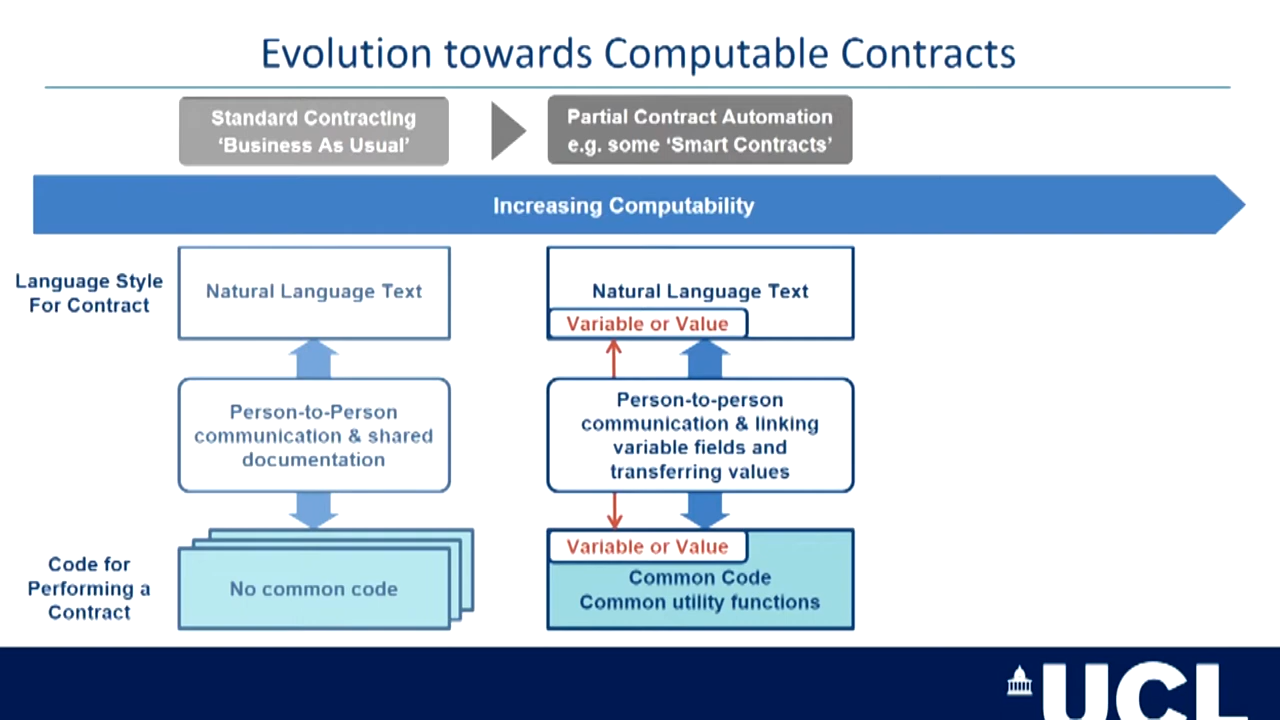 Evolution towards Computable Contracts
Standard Contracting
‘Business As Usual’
Partial Contract Automation
e.g. some ‘Smart Contracts’
Increasing Computability
Language Style
For Contract
Natural Language Text
Natural Language Text
Variable or Value
Person-to-Person
communication & shared
documentation
Person-to-person
communication & linking
variable fields and
transferring values
Code for
Performing a
Contract
No common code
Variable or Value
Common Code
Common utility functions
UCL